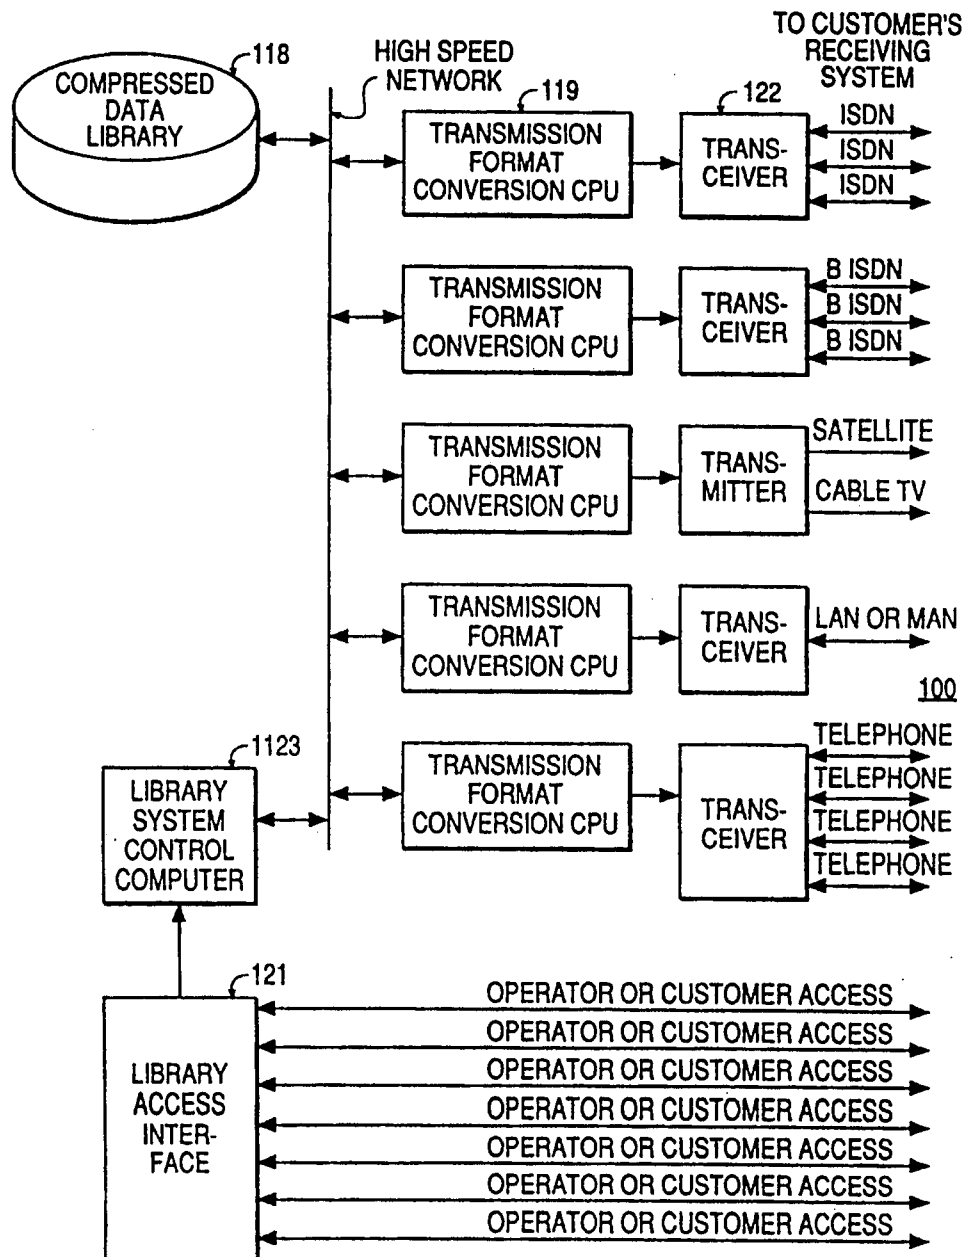 118
COMPRESSED
DATA
LIBRARY
HIGH SPEED
NETWORK
TO CUSTOMER'S
RECEIVING
SYSTEM
119
TRANSMISSION
FORMAT
CONVERSION CPU
122
TRANS-
CEIVER
ISDN
ISDN
ISDN
TRANSMISSION
FORMAT
CONVERSION CPU
TRANS-
CEIVER
B ISDN
B ISDN
B ISDN
TRANSMISSION
FORMAT
CONVERSION CPU
TRANS-
MITTER
SATELLITE
CABLE TV
TRANSMISSION
FORMAT
CONVERSION CPU
TRANS-
CEIVER
LAN OR MAN
100
TRANSMISSION
FORMAT
CONVERSION CPU
TRANS-
CEIVER
TELEPHONE
TELEPHONE
TELEPHONE
TELEPHONE
1123
LIBRARY
SYSTEM
CONTROL
COMPUTER
121
LIBRARY
ACCESS
INTER-
FACE
OPERATOR OR CUSTOMER ACCESS
OPERATOR OR CUSTOMER ACCESS
OPERATOR OR CUSTOMER ACCESS
OPERATOR OR CUSTOMER ACCESS
OPERATOR OR CUSTOMER ACCESS
OPERATOR OR CUSTOMER ACCESS
OPERATOR OR CUSTOMER ACCESS